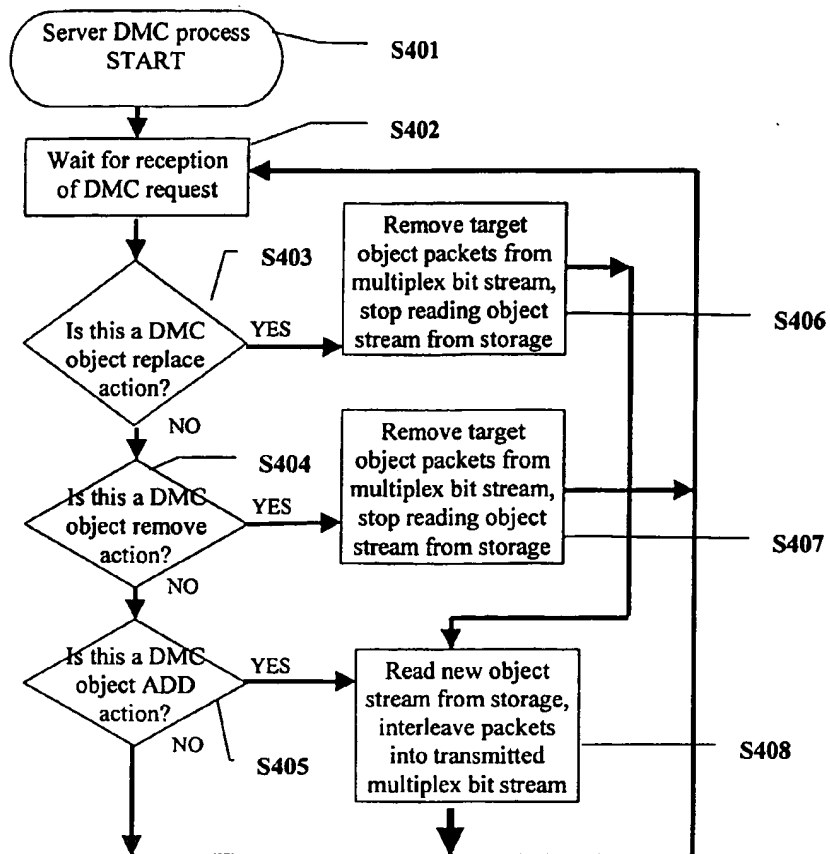 Server DMC process
START
S401
S402
Wait for reception
of DMC request
S403
Is this a DMC
object replace
action?
YES
NO
Remove target
object packets from
multiplex bit stream,
stop reading object
stream from storage
S406
S404
Is this a DMC
object remove
action?
YES
NO
Remove target
object packets from
multiplex bit stream,
stop reading object
stream from storage
S407
Is this a DMC
object ADD
action?
YES
NO
S405
Read new object
stream from storage,
interleave packets
into transmitted
multiplex bit stream
S408